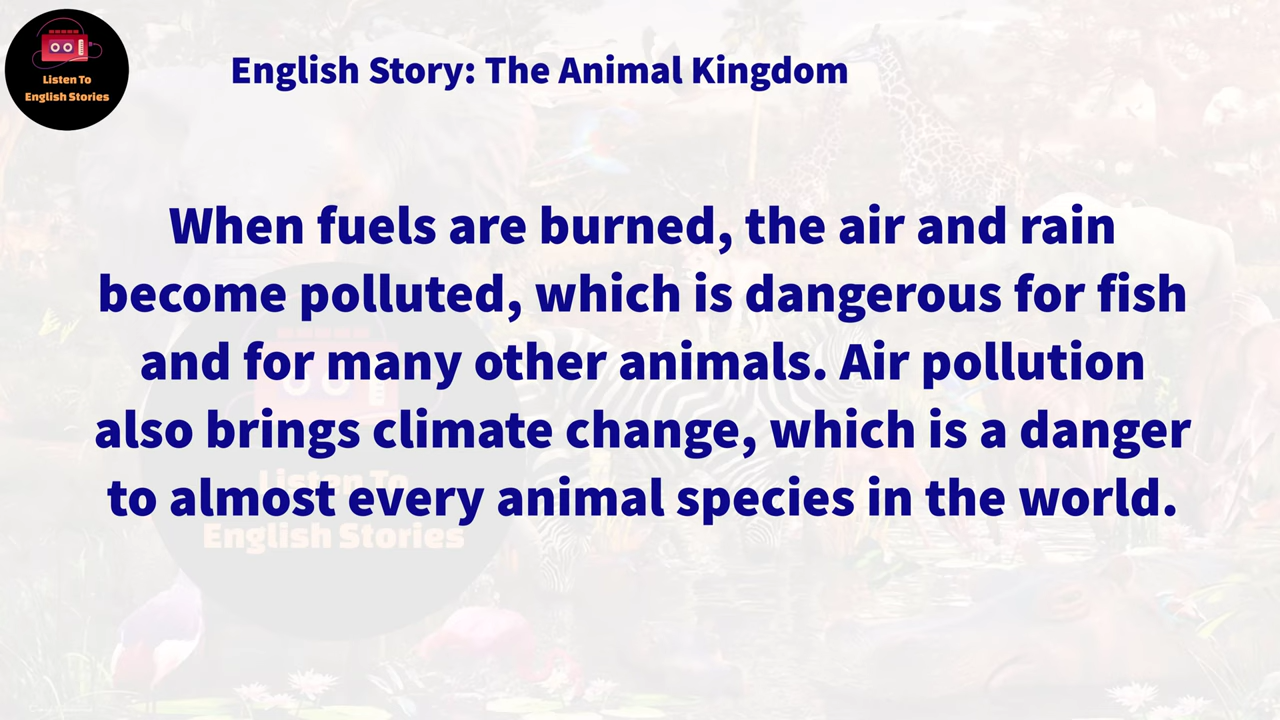 Listen To
English Stories
English Story: The Animal Kingdom
When fuels are burned, the air and rain
become polluted, which is dangerous for fish
and for many other animals. Air pollution
also brings climate change, which is a danger
to almost every animal species in the world.
Listen To
English Stories